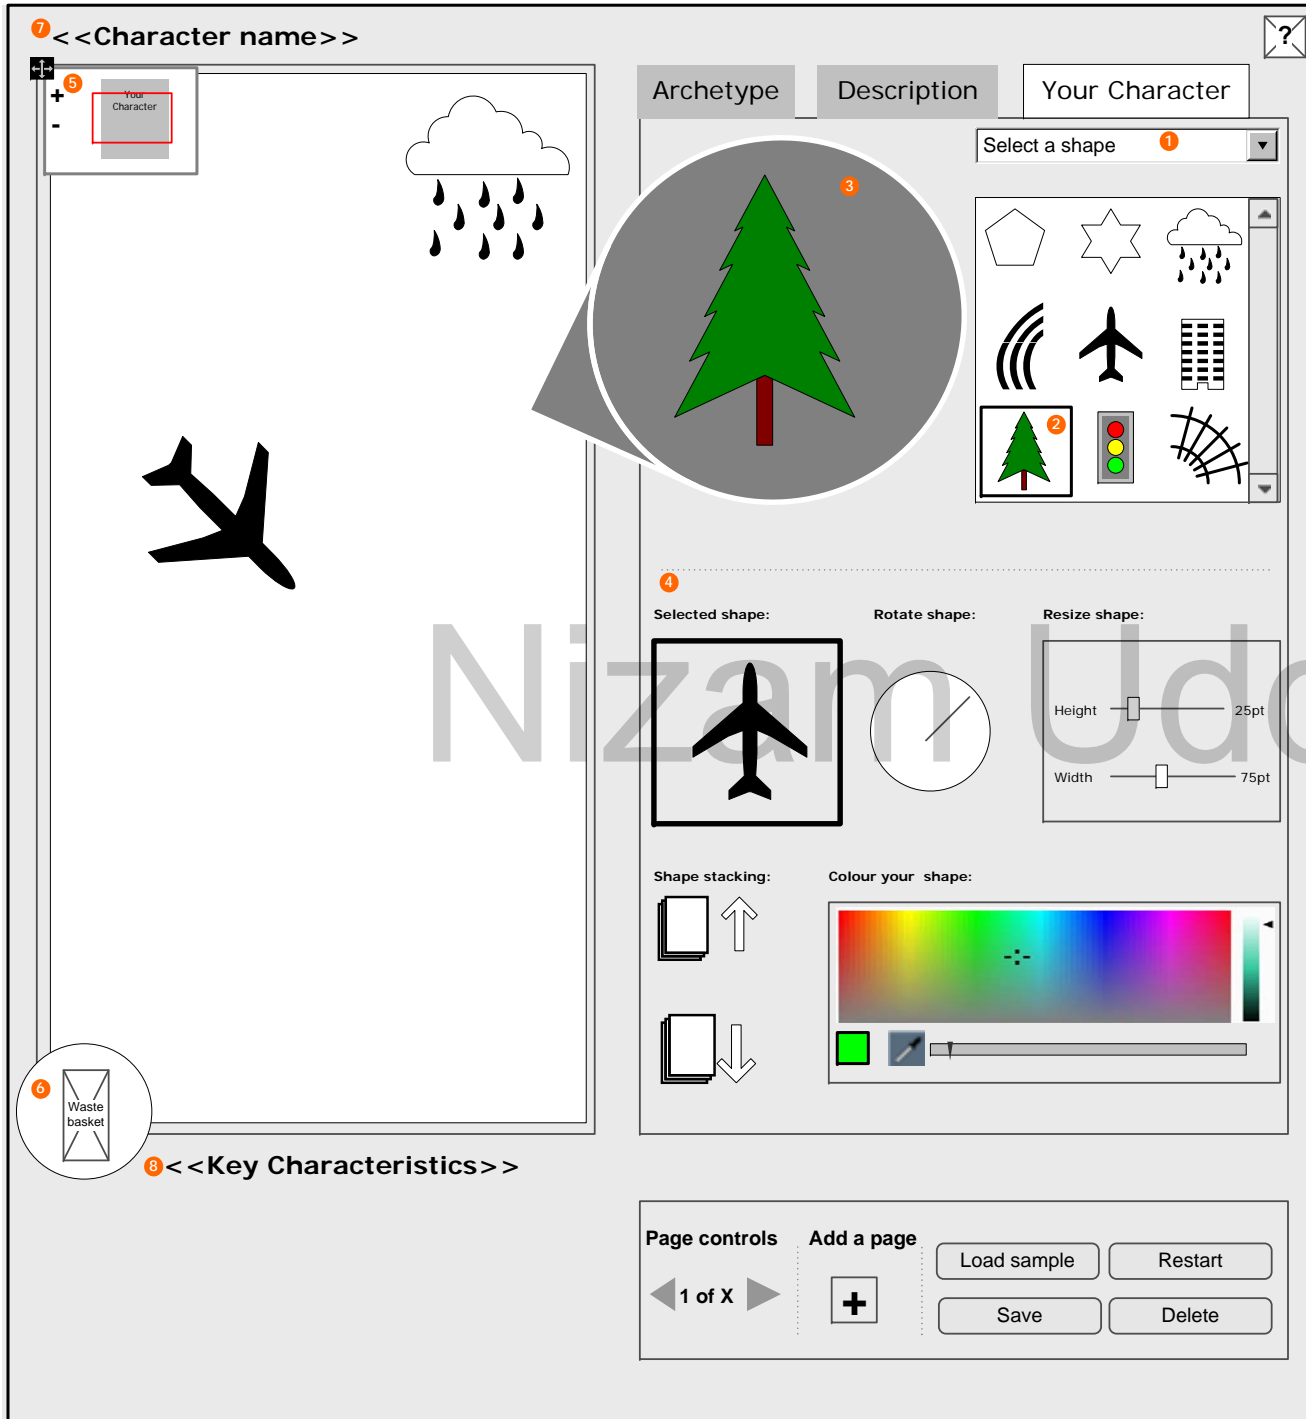 7 <<Character name>>
?
5
+
-
Your
Character
Archetype
Description
Your Character
Select a shape
1
3
2
4
Selected shape:
Rotate shape:
Resize shape:
Nizam Udd
Height
25pt
Width
75pt
Shape stacking:
Colour your shape:
6
Waste
basket
8 <<Key Characteristics>>
Page controls
Add a page
1 of X
+
Load sample
Restart
Save
Delete